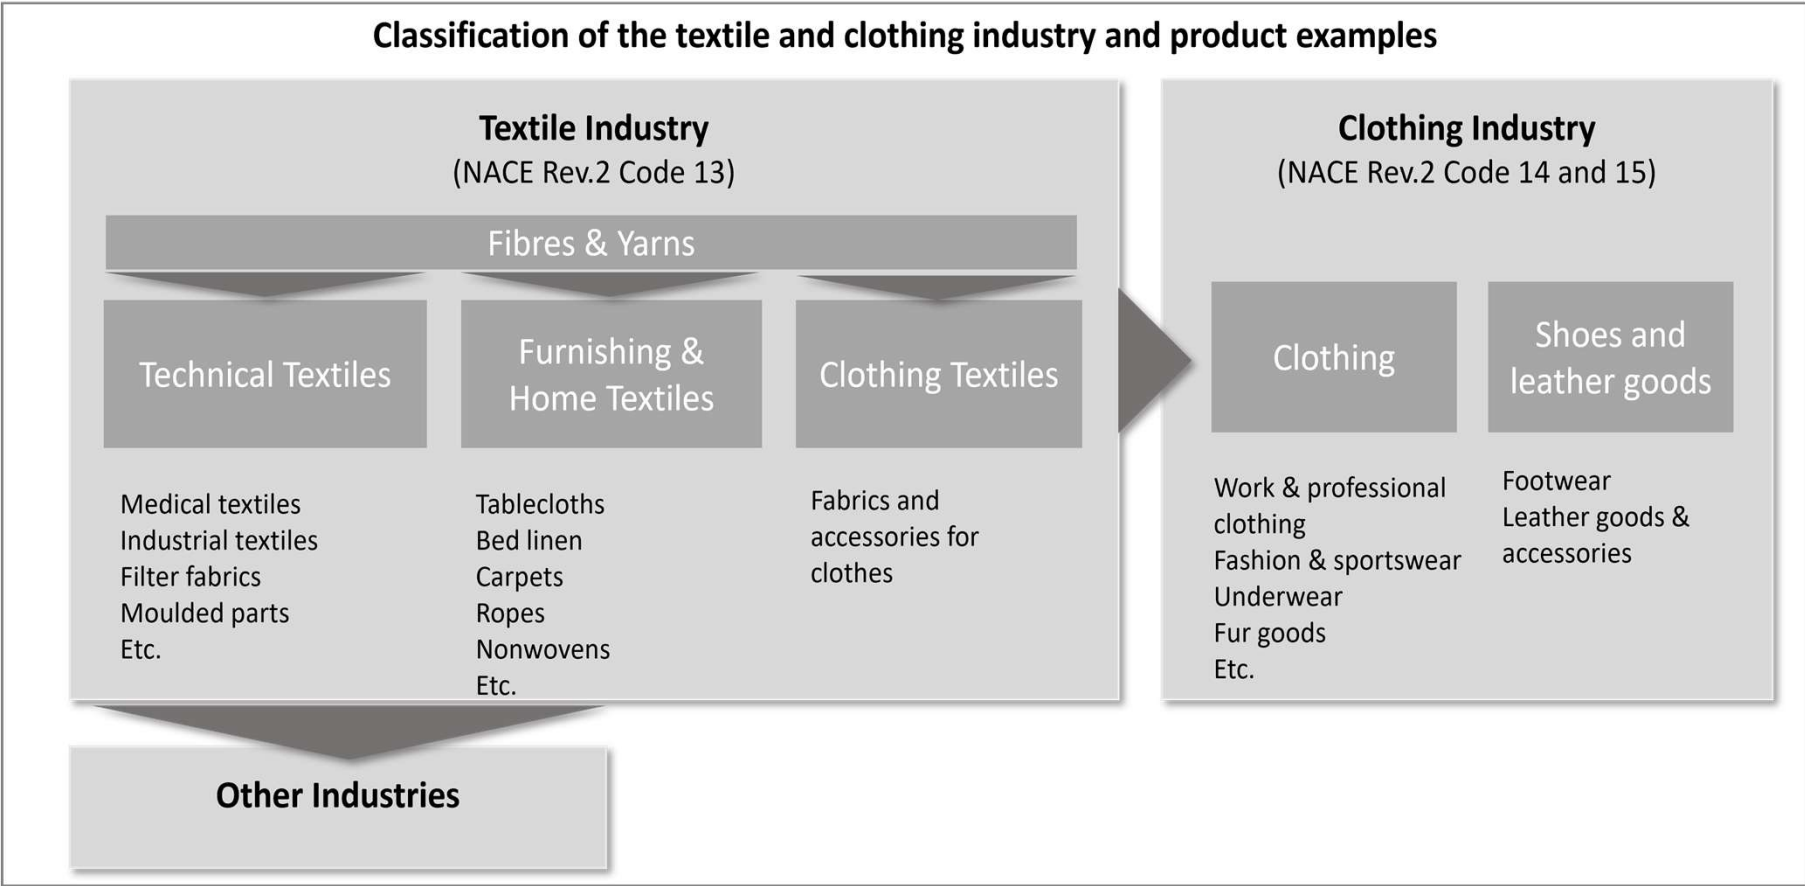 Classification of the textile and clothing industry and product examples
Textile Industry
(NACE Rev.2 Code 13)
Fibres & Yarns
Technical Textiles
Medical textiles
Industrial textiles
Filter fabrics
Moulded parts
Etc.
Furnishing &
Home Textiles
Tablecloths
Bed linen
Carpets
Ropes
Nonwovens
Etc.
Clothing Textiles
Fabrics and
accessories for
clothes
Clothing Industry
(NACE Rev.2 Code 14 and 15)
Clothing
Work & professional
clothing
Fashion & sportswear
Underwear
Fur goods
Etc.
Shoes and
leather goods
Footwear
Leather goods &
accessories
Other Industries